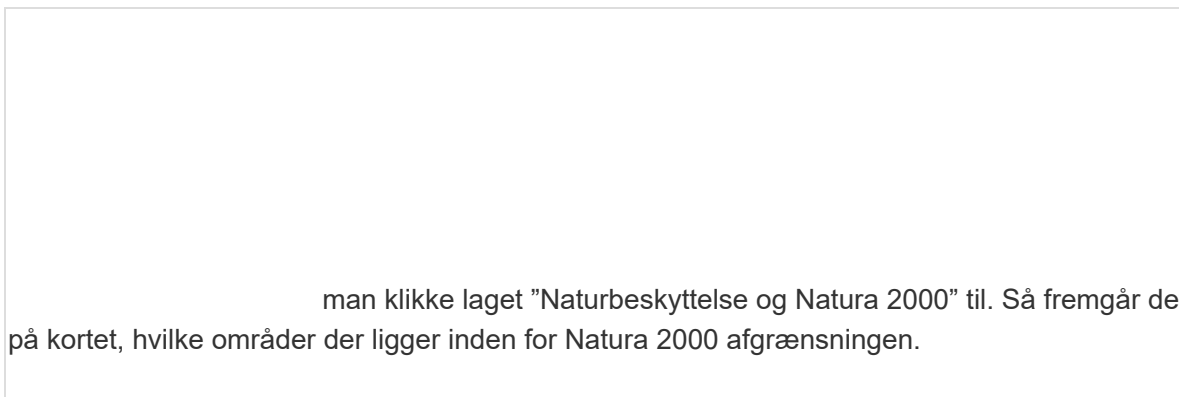 man klikke laget ”Naturbeskyttelse og Natura 2000” til. Så fremgår de
på kortet, hvilke områder der ligger inden for Natura 2000 afgrænsningen.